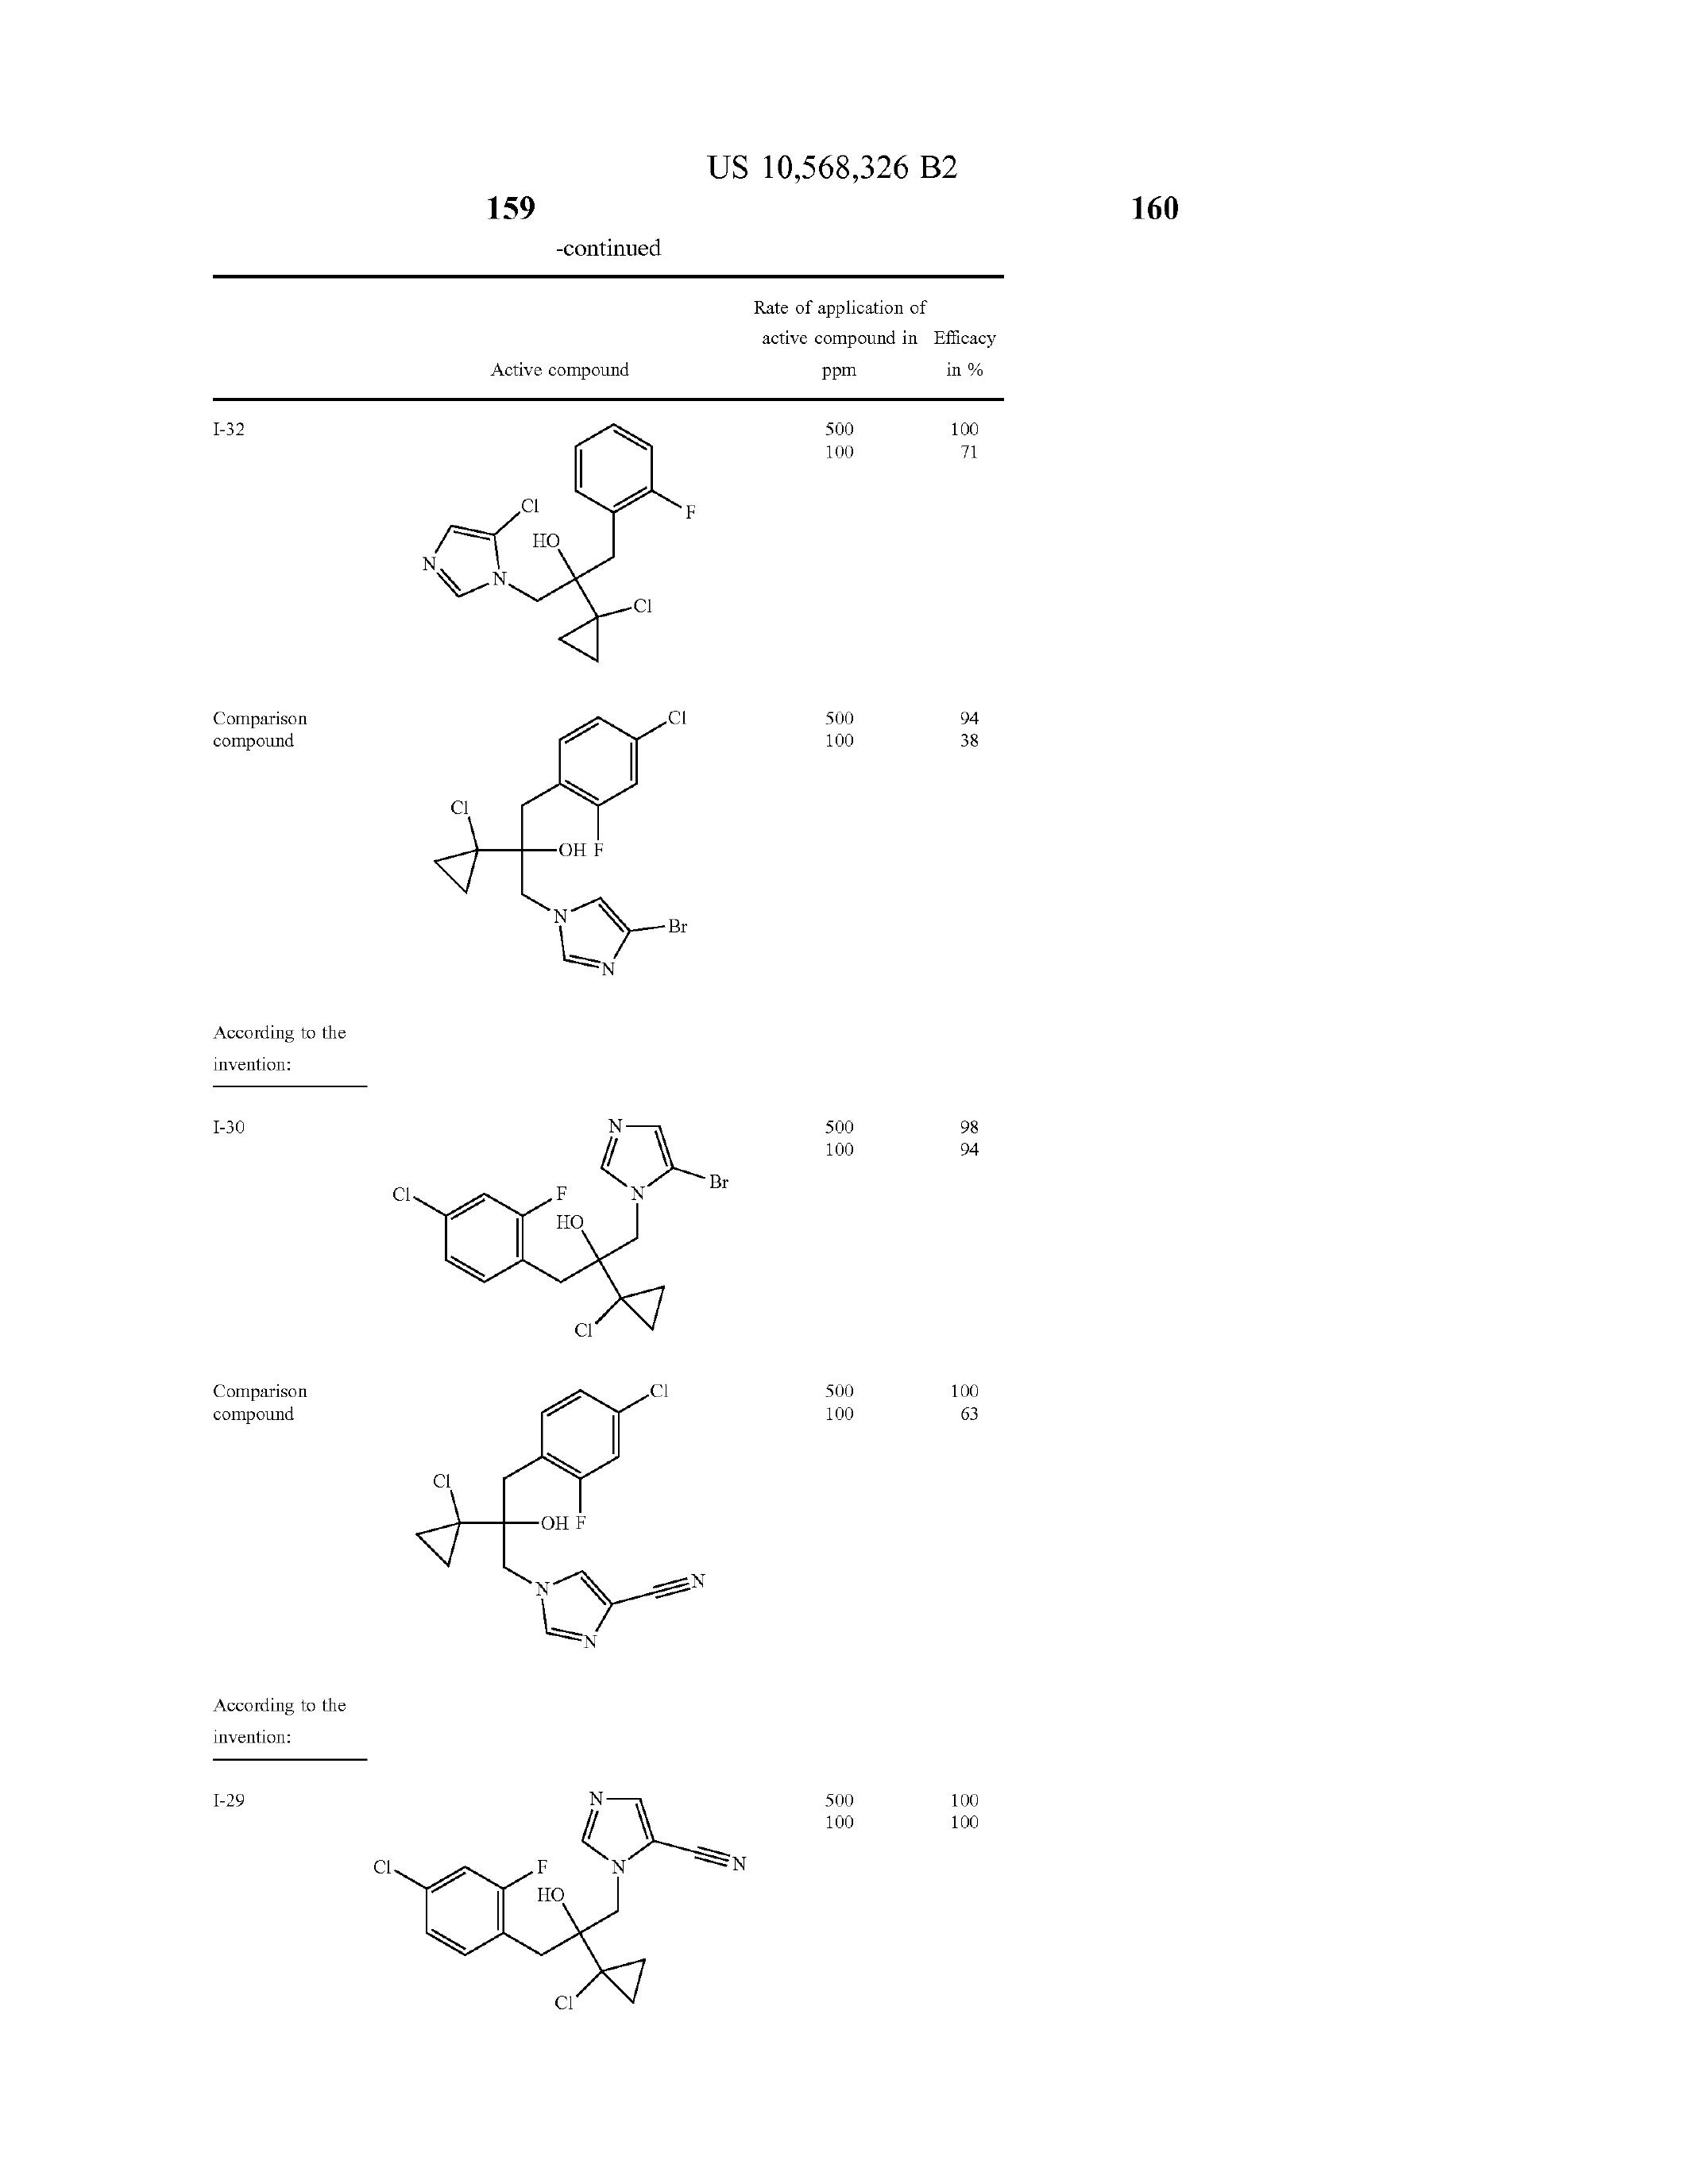 US 10,568,326 B2
159
160
-continued
Rate of application of
active compound in Efficacy
Active compound ppm in %
I-32 500 100
100 71
Cl
F
HO
N
N
Cl
Comparison Cl 500 94
compound 100 38
Cl
OH F
N
Br
N
According to the
invention:
I-30 N 500 98
100 94
Br
Cl F N
HO
Cl
Comparison Cl 500 100
compound 100 63
Cl
OH F
N N
N
According to the
invention:
I-29 N 500 100
100 100
N
Cl F N
HO
Cl